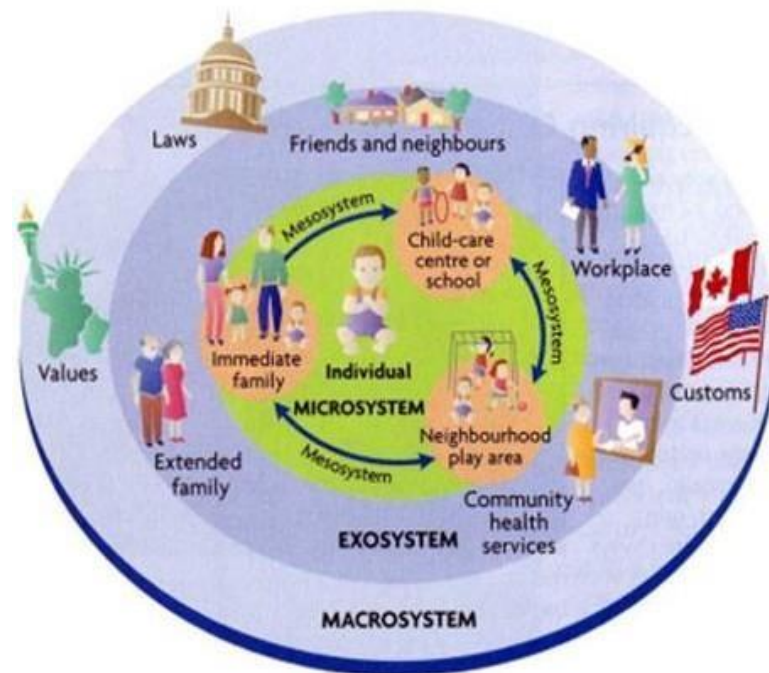 Laws
Friends and neighbours
Mesosystem
Child-care
centre or
school
Mesosystem
Workplace
Values
Immediate
family
Individual
MICROSYSTEM
Customs
Neighbourhood
play area
Mesosystem
Extended
family
Community
health
services
EXOSYSTEM
MACROSYSTEM